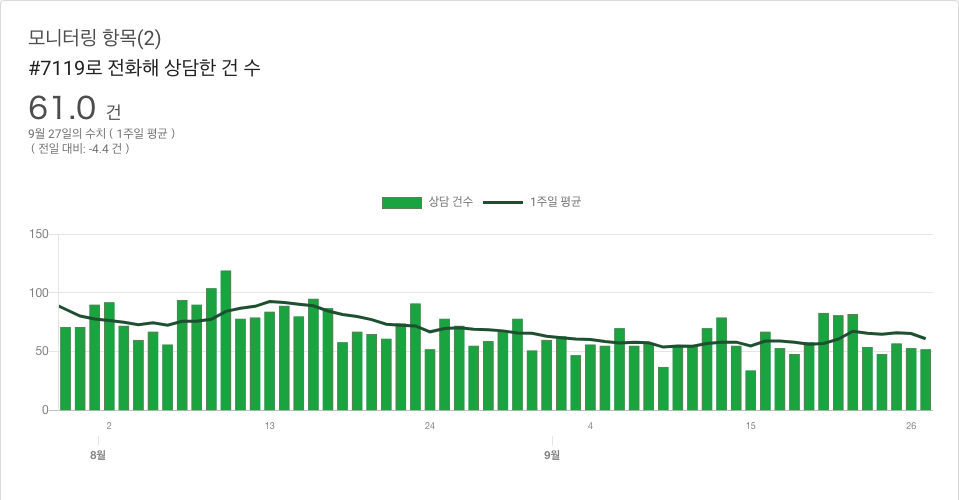 모니터링 항목(2)
#7119로 전화해 상담한 건 수
61.0 건
9월 27일의 수치 ( 1주일 평균 )
( 전일 대비: -4.4 건 )
상담 건수 1주일 평균
150
100
50
0
2 13 24 4 15 26
8월 9월